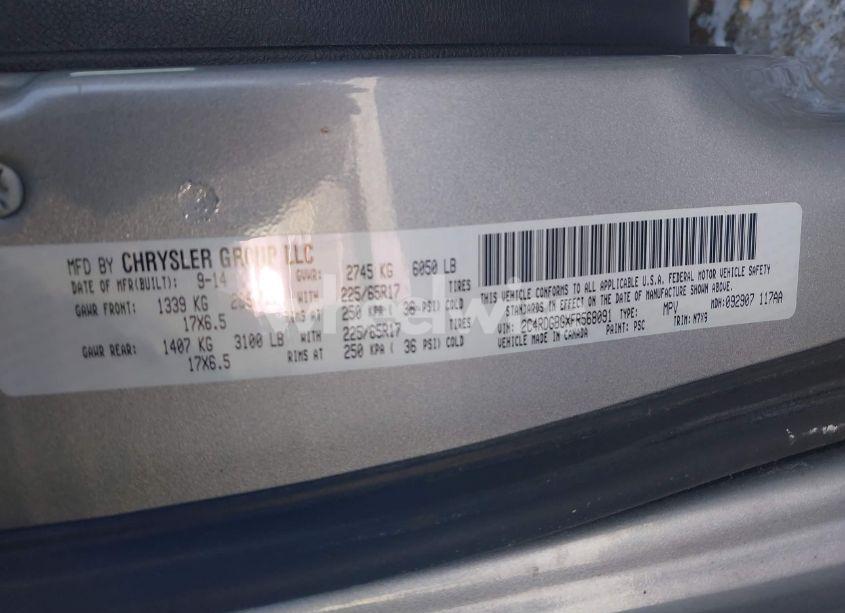 MFD BY CHRYSLER GROUP LLC
DATE OF MFR(BUILT): 9-14 GVWR: 2745 KG 6050 LB
GAWR FRONT: 1339 KG WITH 225/65R17 TIRES
17X6.5 RIMS AT 250 KPA ( 36 PSI) COLD
GAWR REAR: 1407 KG 3100 LB WITH 225/65R17 TIRES
17X6.5 RIMS AT 250 KPA ( 36 PSI) COLD
THIS VEHICLE CONFORMS TO ALL APPLICABLE U.S.A. FEDERAL MOTOR VEHICLE SAFETY
STANDARDS IN EFFECT ON THE DATE OF MANUFACTURE SHOWN ABOVE.
VIN: TYPE: MPV MDH: 092907 117AA
VEHICLE MADE IN CANADA PAINT: PSC TRIM: